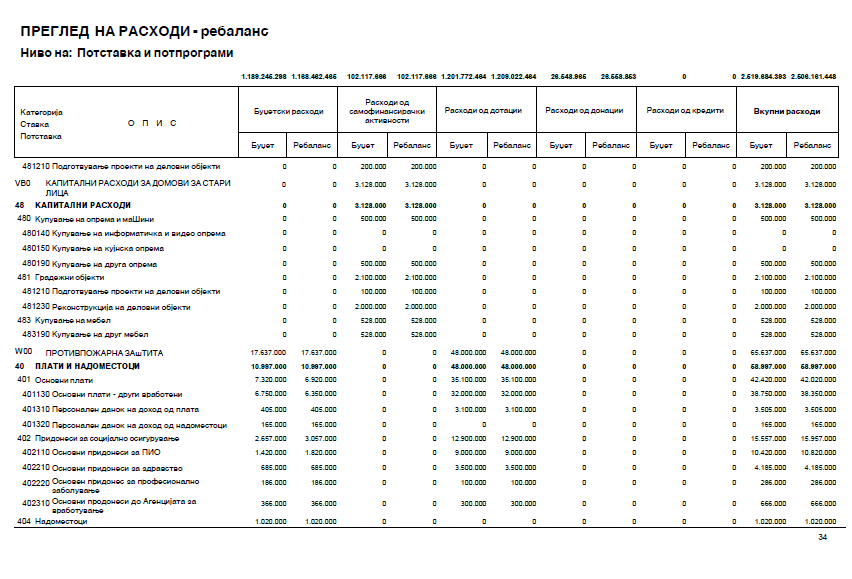 ПРЕГЛЕД НА РАСХОДИ - ребаланс
Ниво на: Потставка и потпрограми
1.189.245.298 1.168.462.465 102.117.666 102.117.666 1.201.772.464 1.209.022.464 26.548.965 26.558.853 0 0 2.519.684.393 2.506.161.448
Категорија
Ставка
Потставка
О П И С
Буџетски расходи
Расходи од самофинансирачки активности
Расходи од дотации
Расходи од донации
Расходи од кредити
Вкупни расходи
Буџет Ребаланс Буџет Ребаланс Буџет Ребаланс Буџет Ребаланс Буџет Ребаланс Буџет Ребаланс
481210 Подготвување проекти на деловни објекти 0 0 200.000 200.000 0 0 0 0 0 0 200.000 200.000
VB0 КАПИТАЛНИ РАСХОДИ ЗА ДОМОВИ ЗА СТАРИ 0 0 3.128.000 3.128.000 0 0 0 0 0 0 3.128.000 3.128.000
ЛИЦА
48 КАПИТАЛНИ РАСХОДИ 0 0 3.128.000 3.128.000 0 0 0 0 0 0 3.128.000 3.128.000
480 Купување на опрема и маШини 0 0 500.000 500.000 0 0 0 0 0 0 500.000 500.000
480140 Купување на информатичка и видео опрема 0 0 0 0 0 0 0 0 0 0 0 0
480150 Купување на кујнска опрема 0 0 0 0 0 0 0 0 0 0 0 0
480190 Купување на друга опрема 0 0 500.000 500.000 0 0 0 0 0 0 500.000 500.000
481 Градежни објекти 0 0 2.100.000 2.100.000 0 0 0 0 0 0 2.100.000 2.100.000
481210 Подготвување проекти на деловни објекти 0 0 100.000 100.000 0 0 0 0 0 0 100.000 100.000
481230 Реконструкција на деловни објекти 0 0 2.000.000 2.000.000 0 0 0 0 0 0 2.000.000 2.000.000
483 Купување на мебел 0 0 528.000 528.000 0 0 0 0 0 0 528.000 528.000
483190 Купување на друг мебел 0 0 528.000 528.000 0 0 0 0 0 0 528.000 528.000
W00 ПРОТИВПОЖАРНА ЗАшТИТА 17.637.000 17.637.000 0 0 48.000.000 48.000.000 0 0 0 0 65.637.000 65.637.000
40 ПЛАТИ И НАДОМЕСТОЦИ 10.997.000 10.997.000 0 0 48.000.000 48.000.000 0 0 0 0 58.997.000 58.997.000
401 Основни плати 7.320.000 6.920.000 0 0 35.100.000 35.100.000 0 0 0 0 42.420.000 42.020.000
401130 Основни плати - други вработени 6.750.000 6.350.000 0 0 32.000.000 32.000.000 0 0 0 0 38.750.000 38.350.000
401310 Персонален данок на доход од плата 405.000 405.000 0 0 3.100.000 3.100.000 0 0 0 0 3.505.000 3.505.000
401320 Персонален данок на доход од надоместоци 165.000 165.000 0 0 0 0 0 0 0 0 165.000 165.000
402 Придонеси за социјално осигурување 2.657.000 3.057.000 0 0 12.900.000 12.900.000 0 0 0 0 15.557.000 15.957.000
402110 Основни придонеси за ПИО 1.420.000 1.820.000 0 0 9.000.000 9.000.000 0 0 0 0 10.420.000 10.820.000
402210 Основни придонеси за здравство 685.000 685.000 0 0 3.500.000 3.500.000 0 0 0 0 4.185.000 4.185.000
402220 Основен придонес за професионално 186.000 186.000 0 0 100.000 100.000 0 0 0 0 286.000 286.000
заболување
402310 Основни продонеси до Агенцијата за 366.000 366.000 0 0 300.000 300.000 0 0 0 0 666.000 666.000
вработување
404 Надоместоци 1.020.000 1.020.000 0 0 0 0 0 0 0 0 1.020.000 1.020.000
34